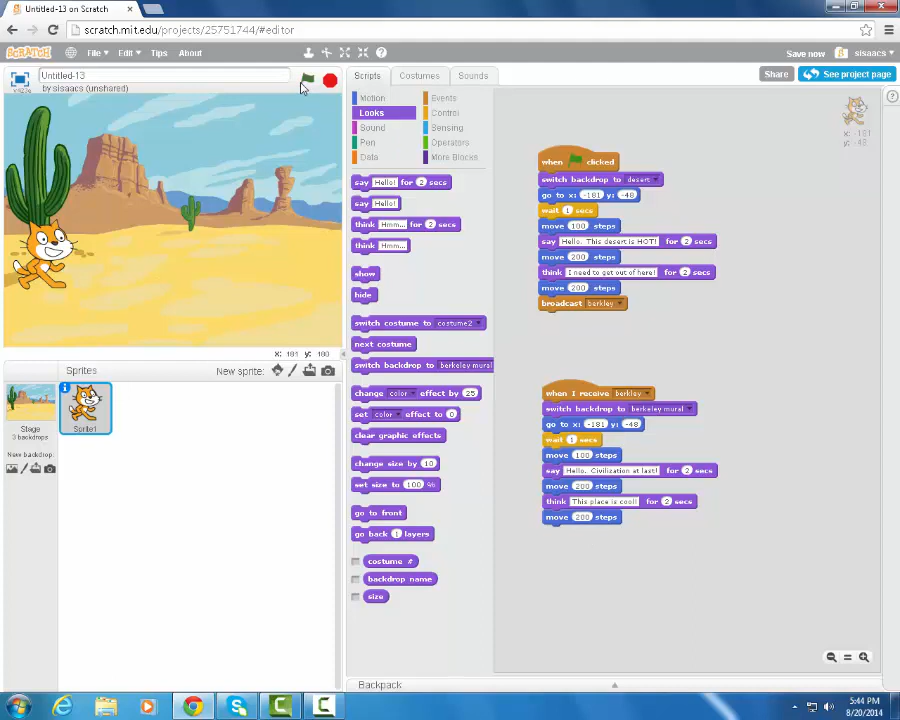 Untitled-13 on Scratch
scratch.mit.edu/projects/25751744/#editor
SCRATCH File Edit Tips About Save now sisaacs
Untitled-13
by sisaacs (unshared)
v423a
Scripts Costumes Sounds
Share See project page
Motion Events
Looks Control
Sound Sensing
Pen Operators
Data More Blocks
say Hello! for 2 secs
say Hello!
think Hmm... for 2 secs
think Hmm...
show
hide
switch costume to costume2
next costume
switch backdrop to berkeley mural
change color effect by 25
set color effect to 0
clear graphic effects
change size by 10
set size to 100 %
go to front
go back 1 layers
costume #
backdrop name
size
x: -181
y: -48
when clicked
switch backdrop to desert
go to x: -181 y: -48
wait 1 secs
move 100 steps
say Hello. This desert is HOT! for 2 secs
move 200 steps
think I need to get out of here! for 2 secs
move 200 steps
broadcast berkley
when I receive berkley
switch backdrop to berkeley mural
go to x: -181 y: -48
wait 1 secs
move 100 steps
say Hello. Civilization at last! for 2 secs
move 200 steps
think This place is cool! for 2 secs
move 200 steps
x: 181 y: 180
Sprites New sprite:
Stage
3 backdrops
New backdrop:
Sprite1
Backpack
5:44 PM
8/20/2014